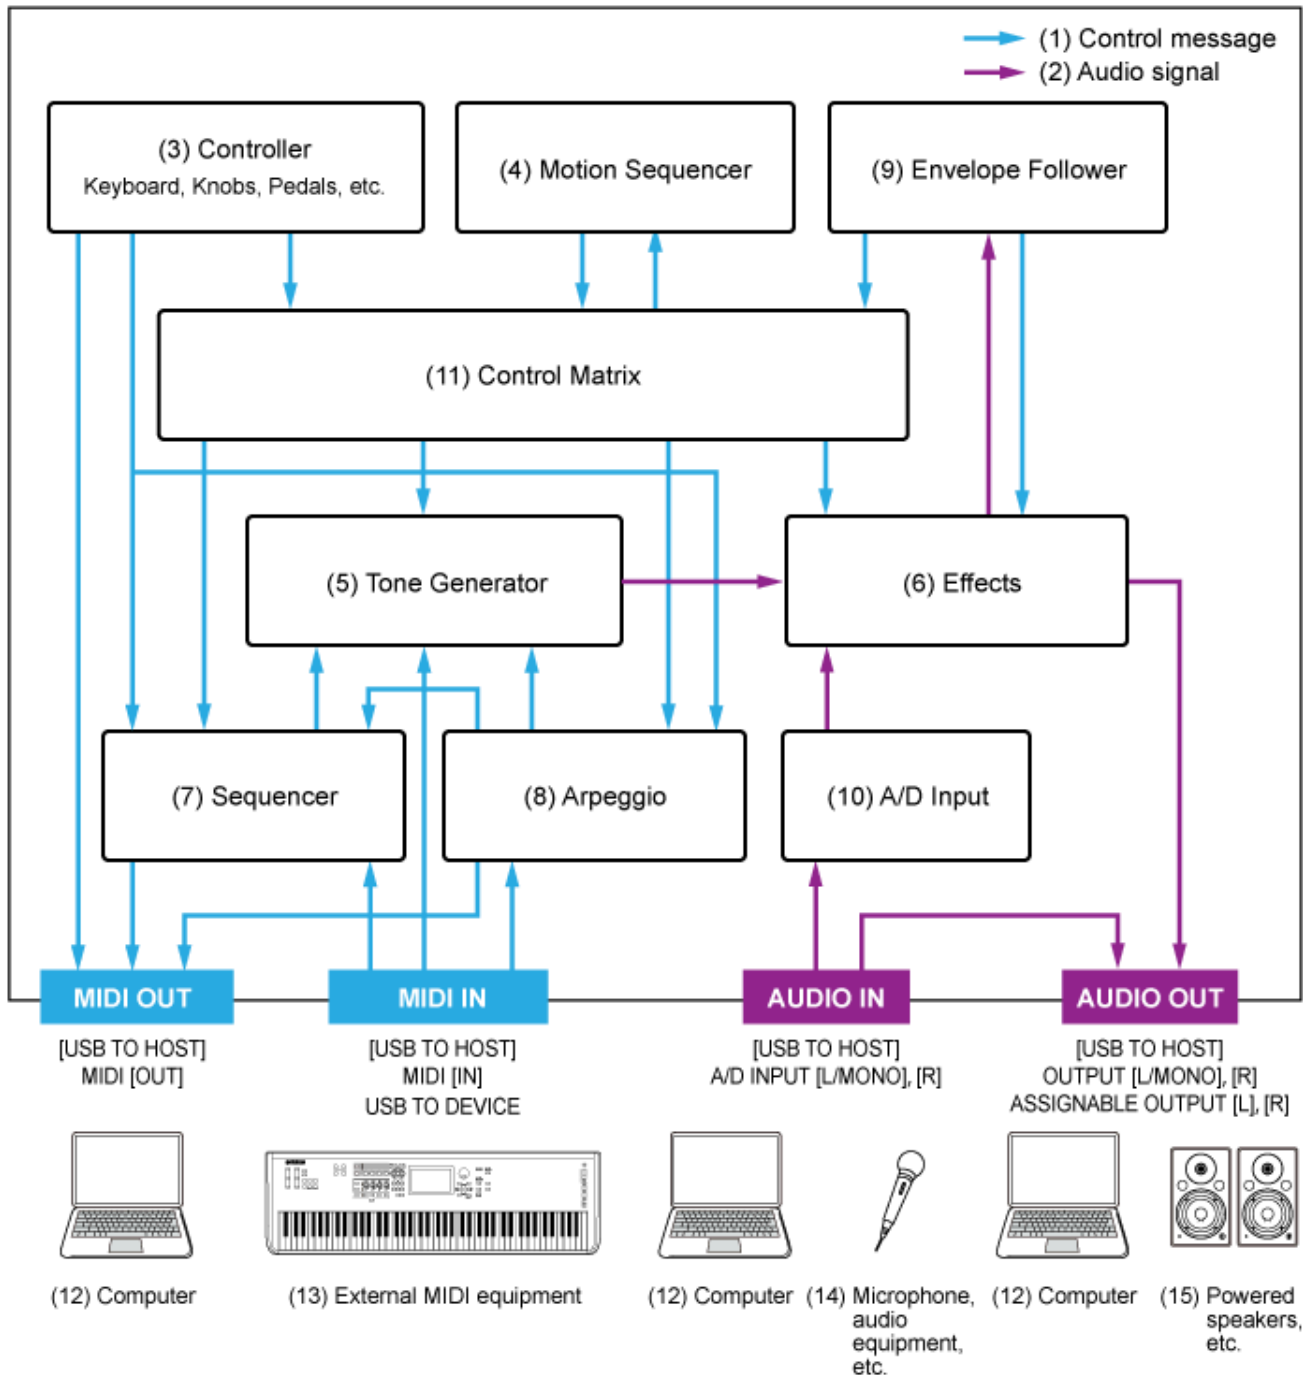 (1) Control message
(2) Audio signal
(3) Controller
Keyboard, Knobs, Pedals, etc.
(4) Motion Sequencer
(9) Envelope Follower
(11) Control Matrix
(5) Tone Generator
(6) Effects
(7) Sequencer
(8) Arpeggio
(10) A/D Input
MIDI OUT
MIDI IN
AUDIO IN
AUDIO OUT
[USB TO HOST]
MIDI [OUT]
[USB TO HOST]
MIDI [IN]
USB TO DEVICE
[USB TO HOST]
A/D INPUT [L/MONO], [R]
[USB TO HOST]
OUTPUT [L/MONO], [R]
ASSIGNABLE OUTPUT [L], [R]
(12) Computer
(13) External MIDI equipment
(12) Computer
(14) Microphone,
audio
equipment,
etc.
(12) Computer
(15) Powered
speakers,
etc.